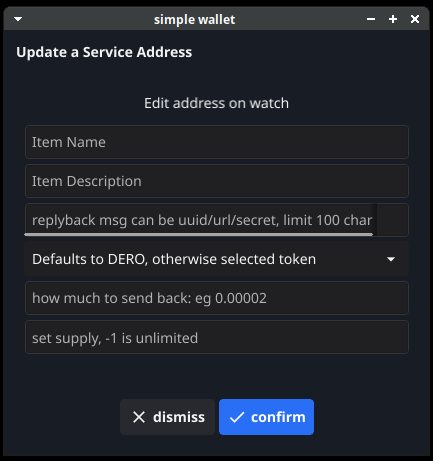 simple wallet
Update a Service Address
Edit address on watch
Item Name
Item Description
replyback msg can be uuid/url/secret, limit 100 char
Defaults to DERO, otherwise selected token
how much to send back: eg 0.00002
set supply, -1 is unlimited
dismiss confirm